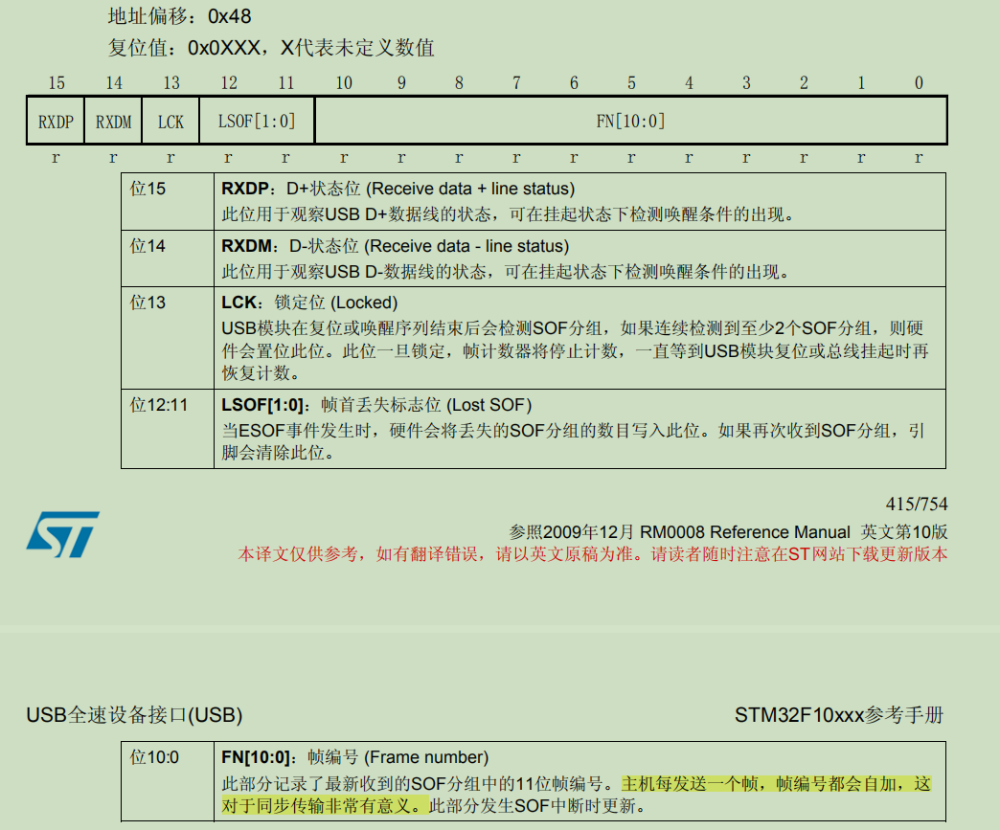 地址偏移：0x48
复位值：0x0XXX，X代表未定义数值
15 14 13 12 11 10 9 8 7 6 5 4 3 2 1 0
RXDP RXDM LCK LSOF[1:0] FN[10:0]
r r r r r r r r r r r r r r r r
位15 RXDP：D+状态位 (Receive data + line status)
此位用于观察USB D+数据线的状态，可在挂起状态下检测唤醒条件的出现。
位14 RXDM：D-状态位 (Receive data - line status)
此位用于观察USB D-数据线的状态，可在挂起状态下检测唤醒条件的出现。
位13 LCK：锁定位 (Locked)
USB模块在复位或唤醒序列结束后会检测SOF分组，如果连续检测到至少2个SOF分组，则硬
件会置位此位。此位一旦锁定，帧计数器将停止计数，一直等到USB模块复位或总线挂起时再
恢复计数。
位12:11 LSOF[1:0]：帧首丢失标志位 (Lost SOF)
当ESOF事件发生时，硬件会将丢失的SOF分组的数目写入此位。如果再次收到SOF分组，引
脚会清除此位。
415/754
ST
参照2009年12月 RM0008 Reference Manual 英文第10版
本译文仅供参考，如有翻译错误，请以英文原稿为准。请读者随时注意在ST网站下载更新版本
USB全速设备接口(USB) STM32F10xxx参考手册
位10:0 FN[10:0]：帧编号 (Frame number)
此部分记录了最新收到的SOF分组中的11位帧编号。主机每发送一个帧，帧编号都会自加，这
对于同步传输非常有意义。此部分发生SOF中断时更新。